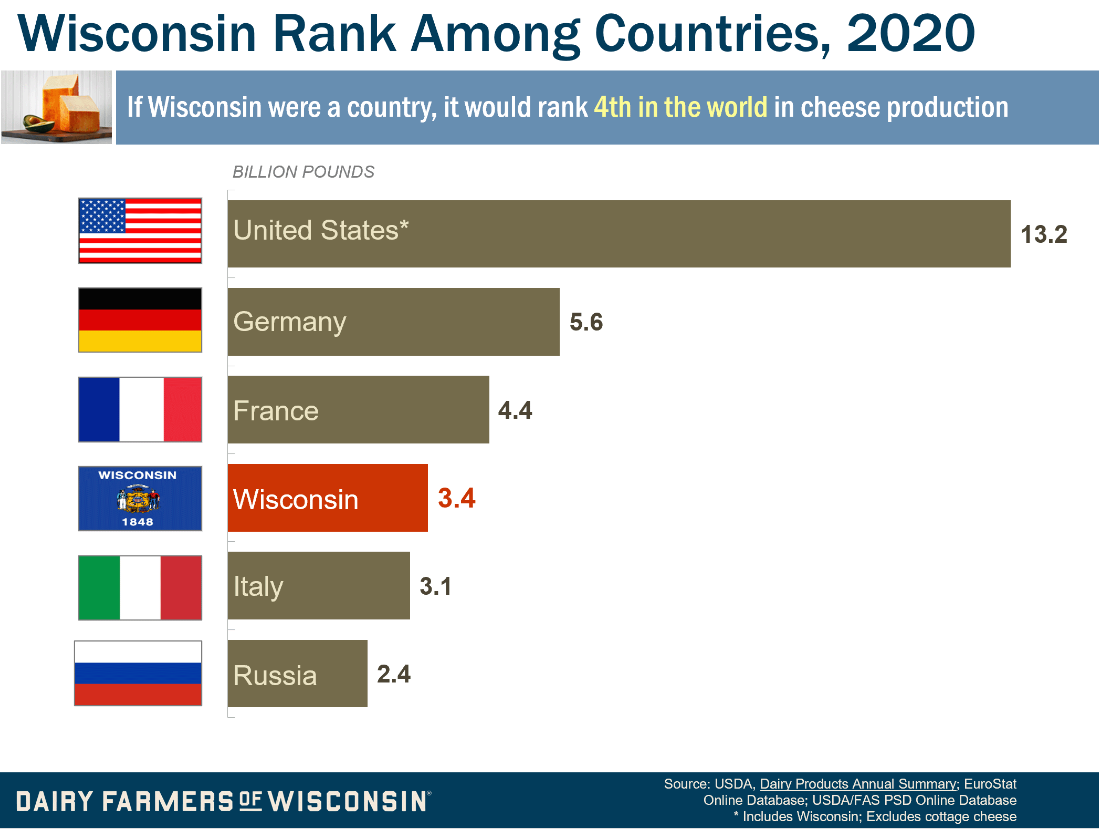 Wisconsin Rank Among Countries, 2020
If Wisconsin were a country, it would rank 4th in the world in cheese production
BILLION POUNDS
United States* 13.2
Germany 5.6
France 4.4
WISCONSIN
1848
Wisconsin 3.4
Italy 3.1
Russia 2.4
DAIRY FARMERS OF WISCONSIN®
Source: USDA, Dairy Products Annual Summary; EuroStat
Online Database; USDA/FAS PSD Online Database
* Includes Wisconsin; Excludes cottage cheese